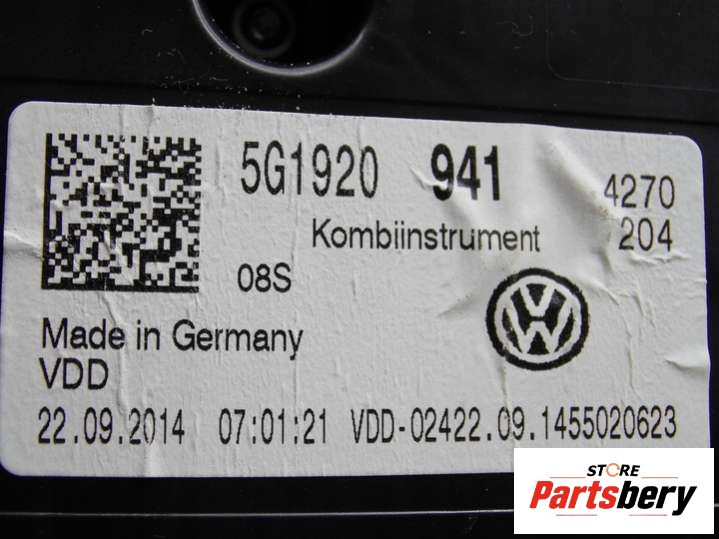 5G1920 941 4270
Kombiinstrument 204
08S
Made in Germany
VDD
22.09.2014 07:01:21 VDD-02422.09.1455020623
STORE
Partsbery